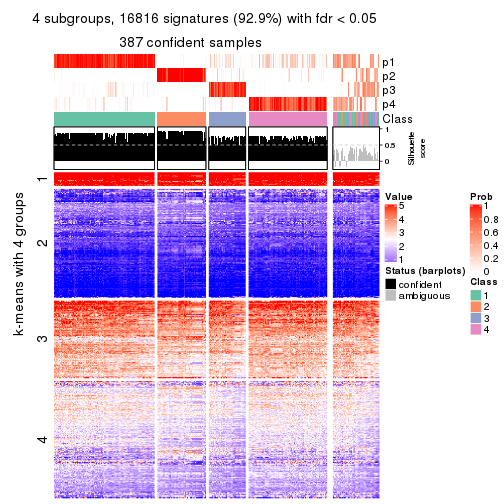 4 subgroups, 16816 signatures (92.9%) with fdr < 0.05
387 confident samples
p1
p2
p3
p4
Class
1
0.5
0
Silhouette
score
k-means with 4 groups
1
2
3
4
Value
5
4
3
2
1
Status (barplots)
confident
ambiguous
Prob
1
0.8
0.6
0.4
0.2
0
Class
1
2
3
4